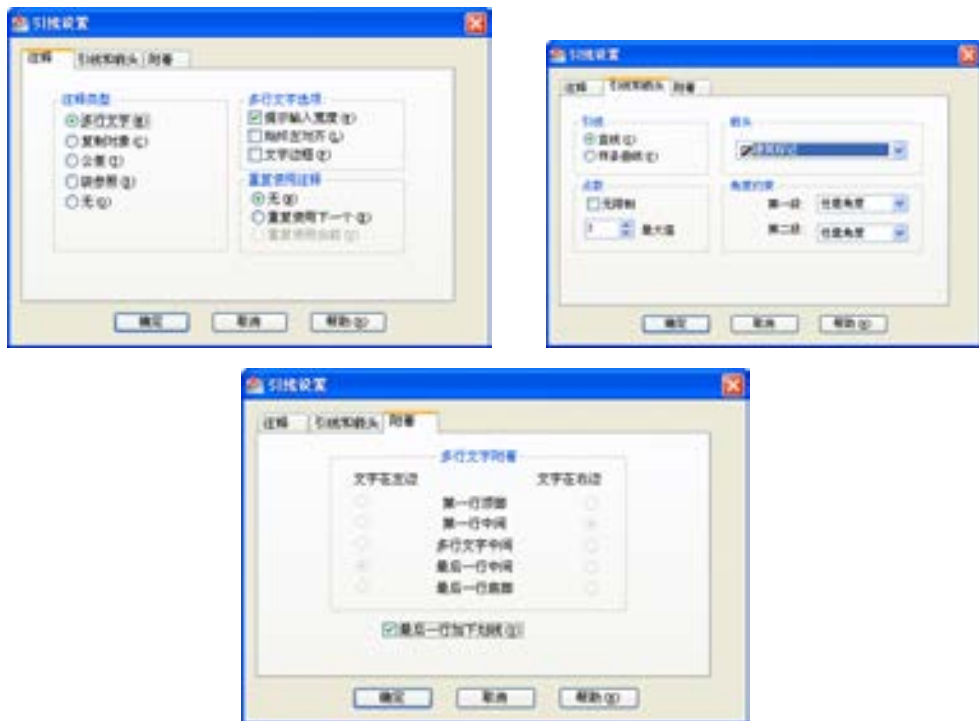 引线设置
注释 引线和箭头 附着
注释类型
多行文字(M)
复制对象(C)
公差(T)
块参照(B)
无(O)
多行文字选项
提示输入宽度(W)
始终左对齐(L)
文字边框(F)
重复使用注释
无(N)
重复使用下一个(E)
重复使用当前(U)
确定 取消 帮助(H)
引线设置
注释 引线和箭头 附着
引线
直线(S)
样条曲线(P)
箭头
点数
无限制
3 最大值
角度约束
第一段: 任意角度
第二段: 任意角度
确定 取消 帮助(H)
引线设置
注释 引线和箭头 附着
多行文字附着
文字在左边 文字在右边
第一行顶部
第一行中间
多行文字中间
最后一行中间
最后一行底部
最后一行加下划线(U)
确定 取消 帮助(H)